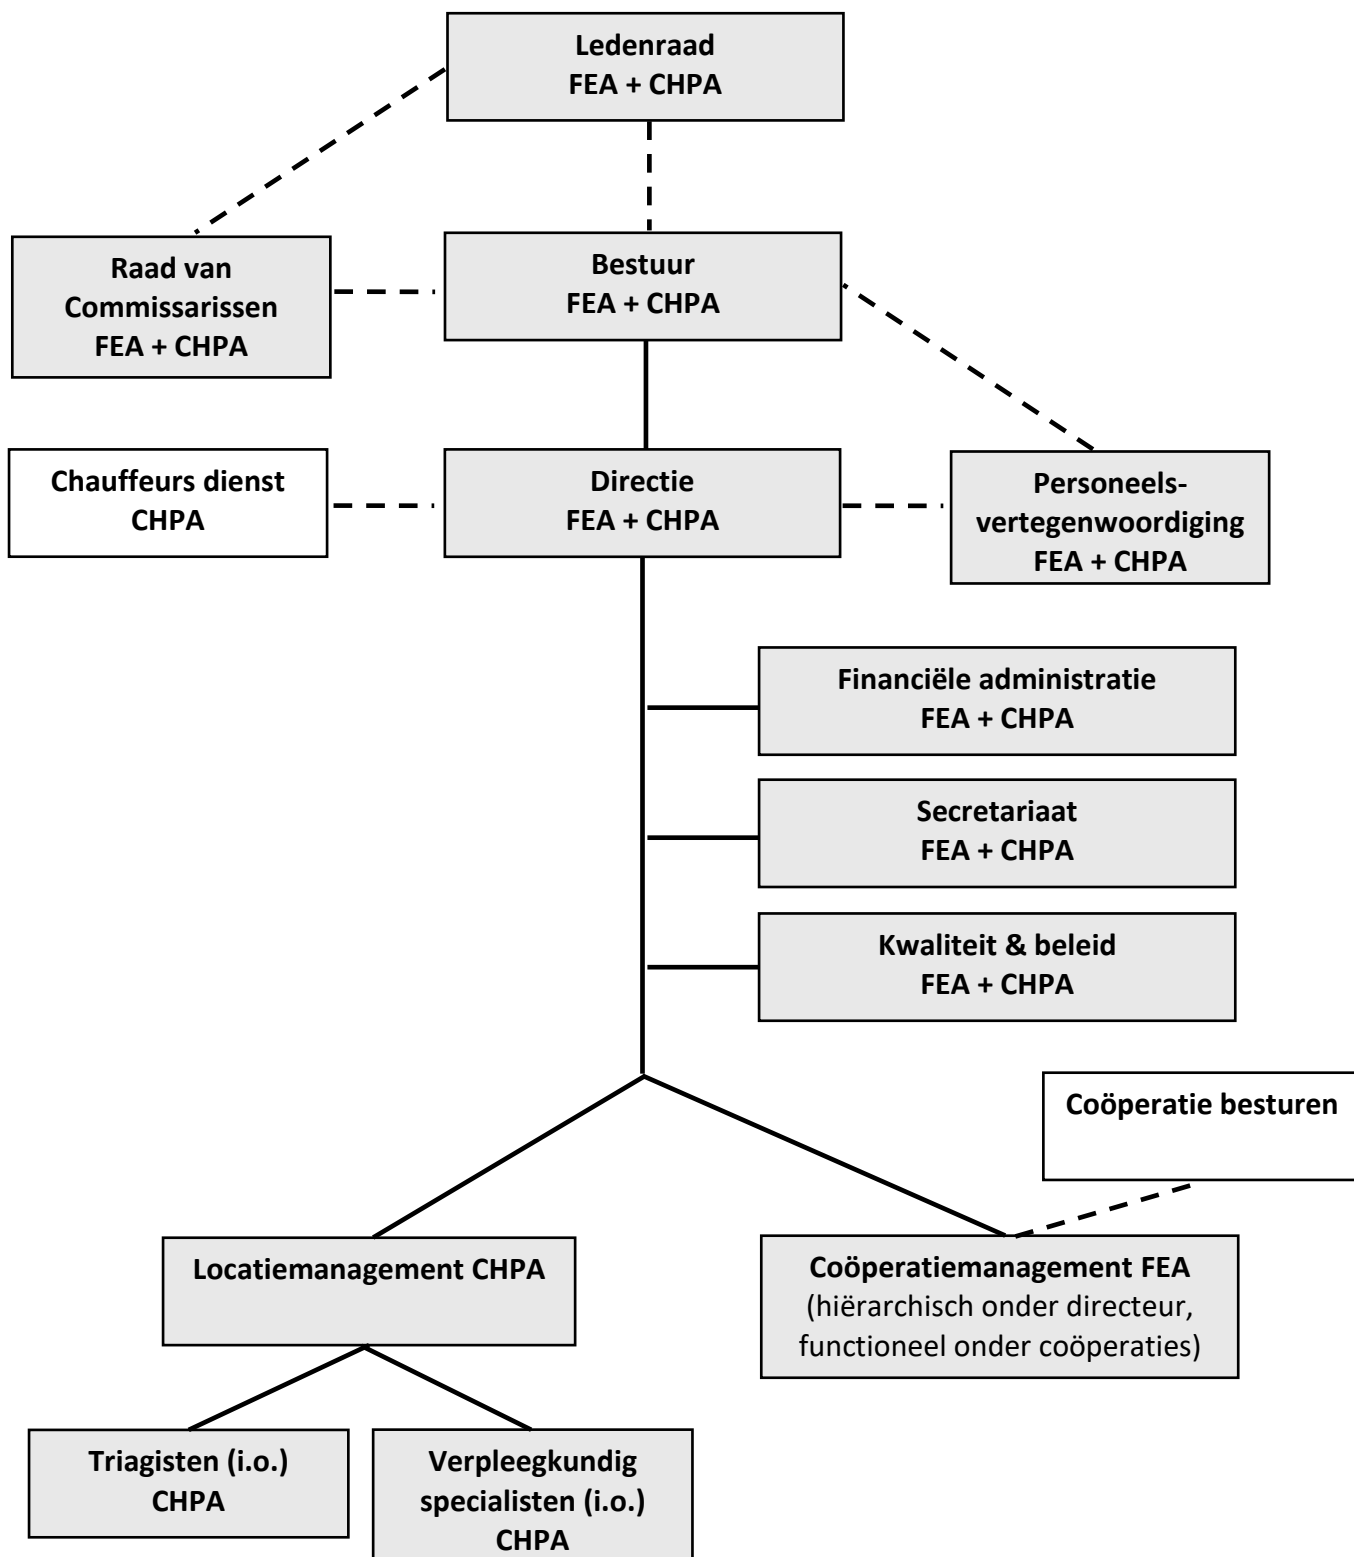 Ledenraad
FEA + CHPA
Raad van
Commissarissen
FEA + CHPA
Bestuur
FEA + CHPA
Chauffeurs dienst
CHPA
Directie
FEA + CHPA
Personeels-
vertegenwoordiging
FEA + CHPA
Financiële administratie
FEA + CHPA
Secretariaat
FEA + CHPA
Kwaliteit & beleid
FEA + CHPA
Coöperatie besturen
Locatiemanagement CHPA
Coöperatiemanagement FEA
(hiërarchisch onder directeur,
functioneel onder coöperaties)
Triagisten (i.o.)
CHPA
Verpleegkundig
specialisten (i.o.)
CHPA